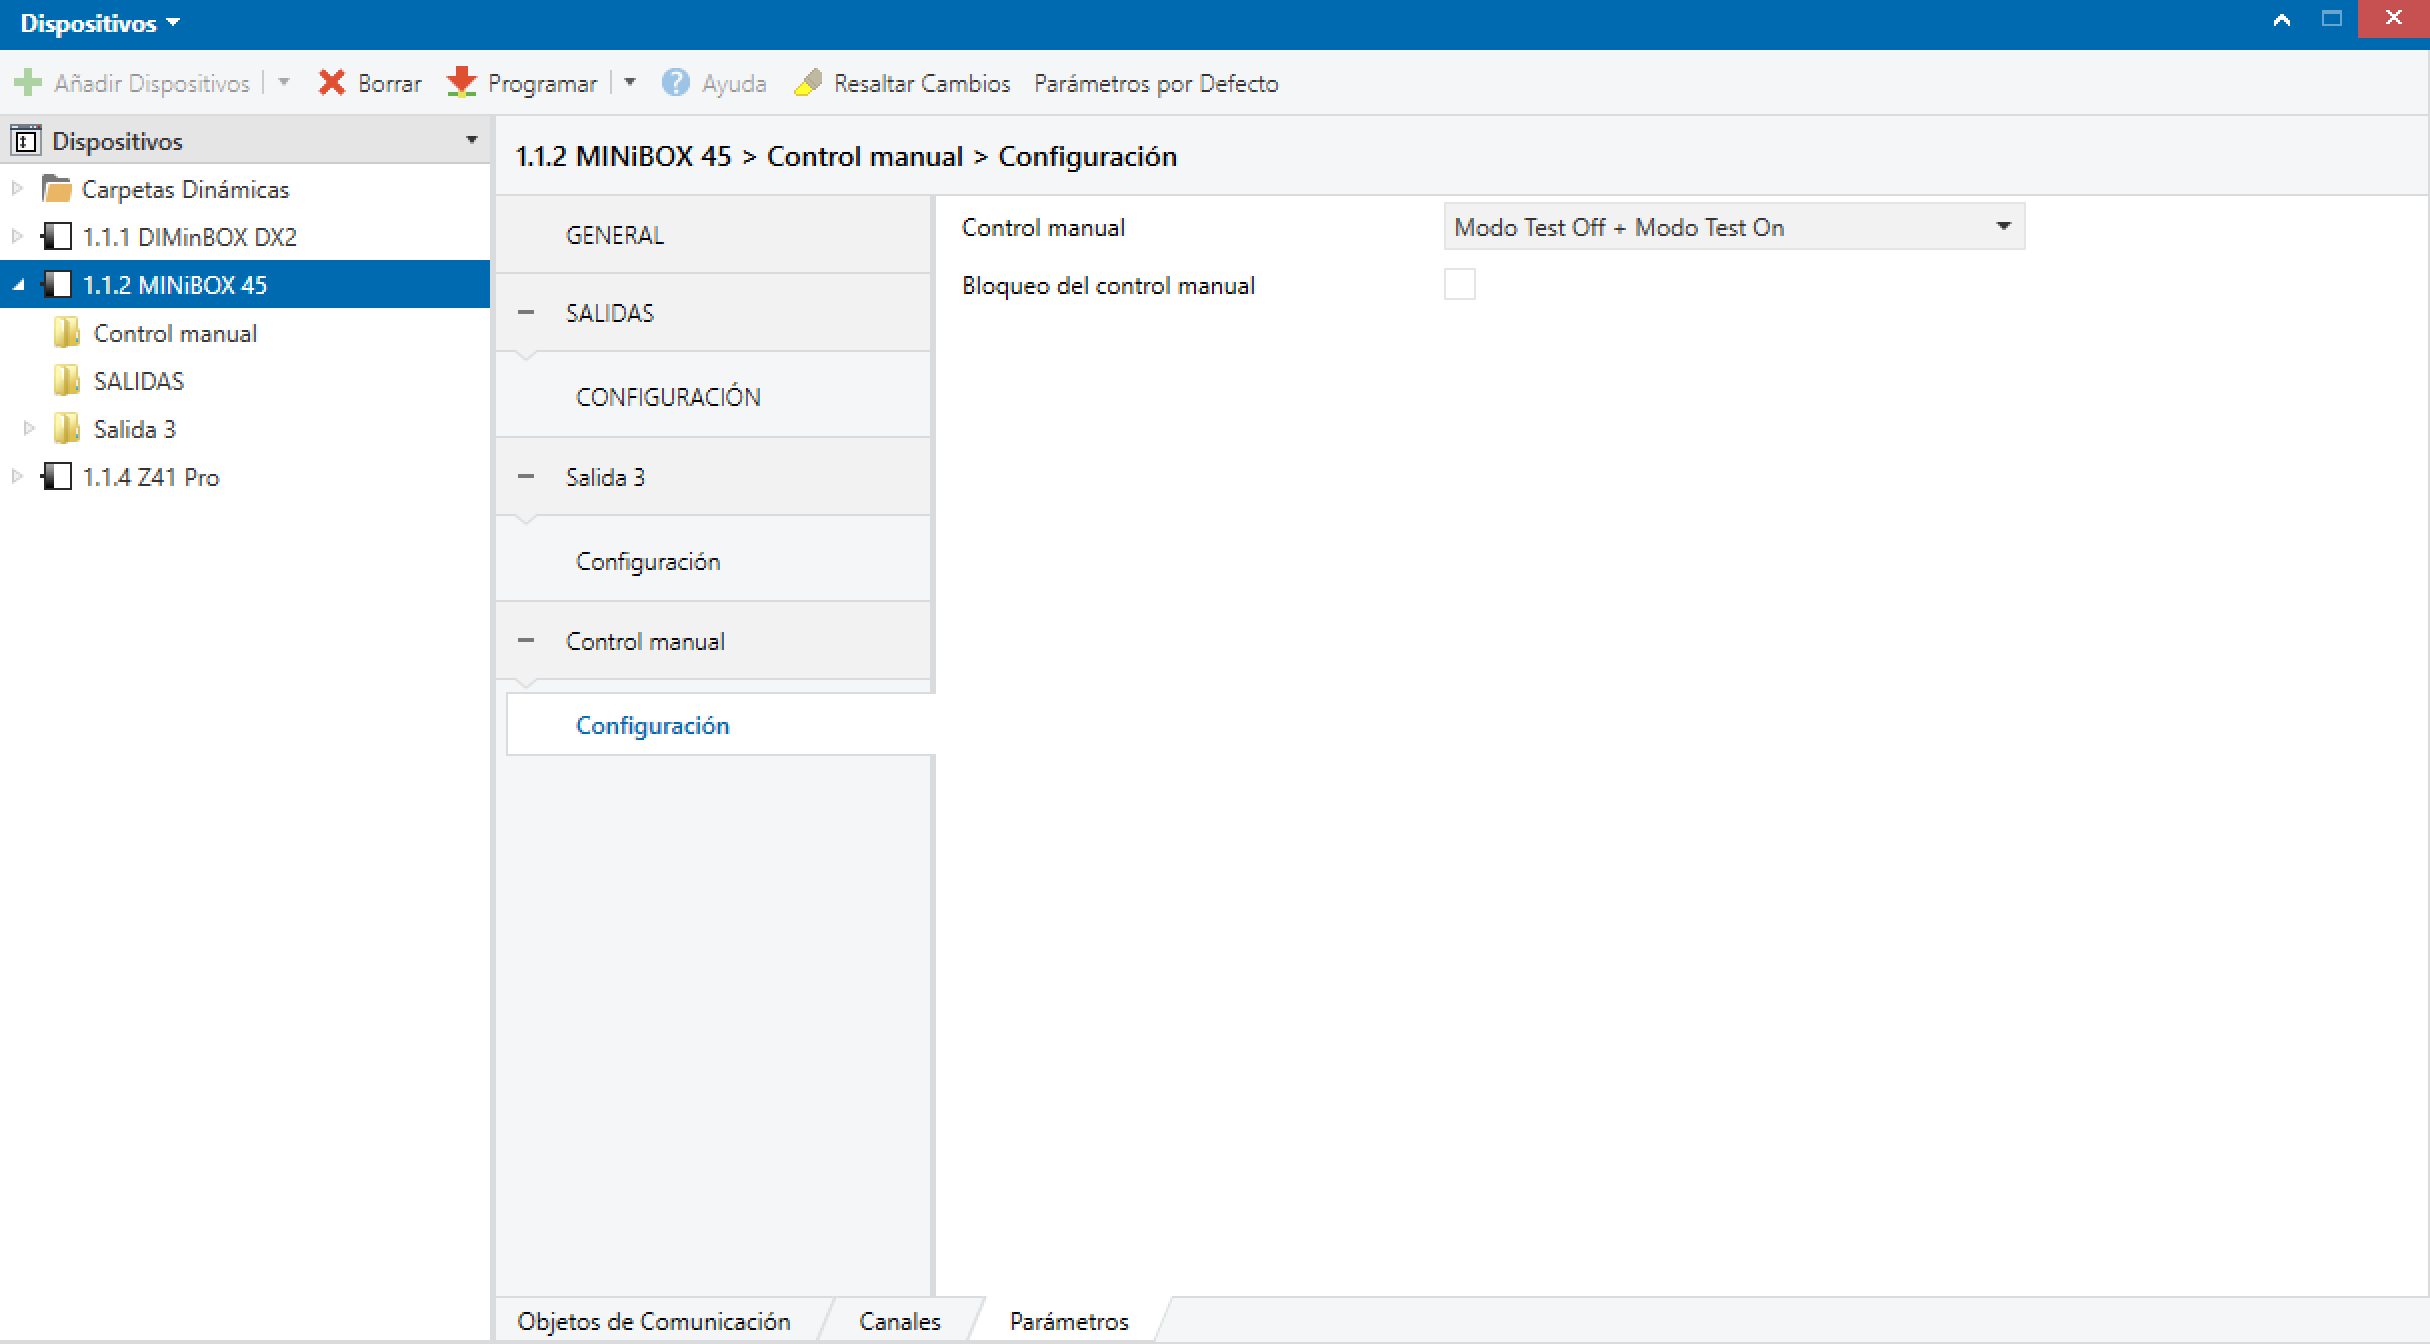 Dispositivos
Añadir Dispositivos Borrar Programar Ayuda Resaltar Cambios Parámetros por Defecto
Dispositivos
Carpetas Dinámicas
1.1.1 DIMinBOX DX2
1.1.2 MINiBOX 45
Control manual
SALIDAS
Salida 3
1.1.4 Z41 Pro
1.1.2 MINiBOX 45 > Control manual > Configuración
GENERAL
SALIDAS
CONFIGURACIÓN
Salida 3
Configuración
Control manual
Configuración
Control manual Modo Test Off + Modo Test On
Bloqueo del control manual
Objetos de Comunicación Canales Parámetros